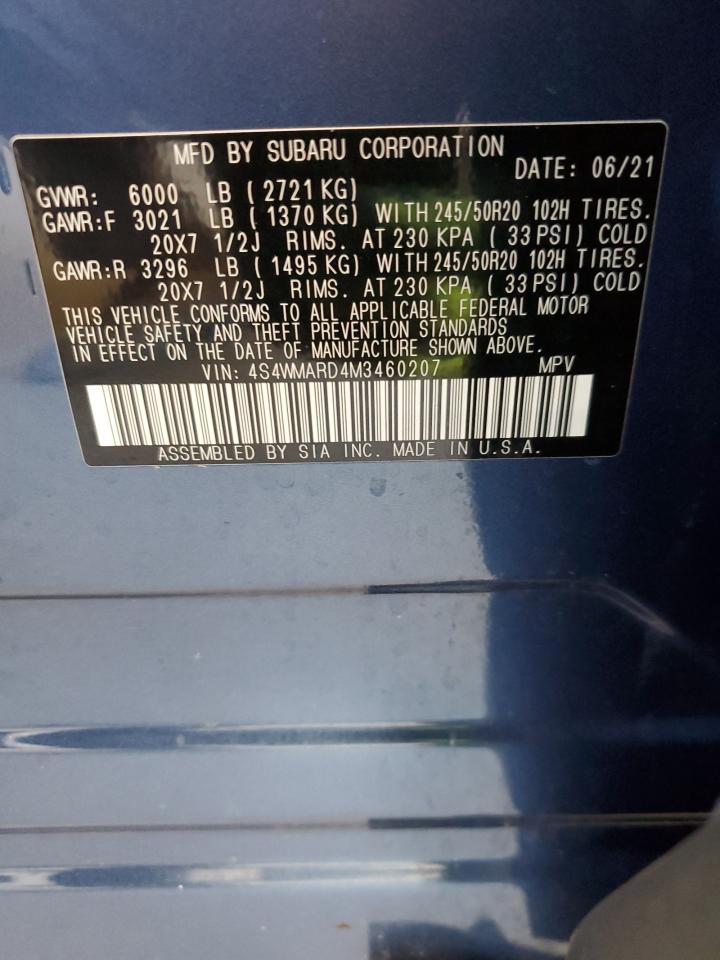 MFD BY SUBARU CORPORATION DATE: 06/21
GVWR: 6000 LB ( 2721 KG)
GAWR:F 3021 LB ( 1370 KG) WITH 245/50R20 102H TIRES.
20X7 1/2J RIMS. AT 230 KPA ( 33 PSI) COLD
GAWR:R 3296 LB ( 1495 KG) WITH 245/50R20 102H TIRES.
20X7 1/2J RIMS. AT 230 KPA ( 33 PSI) COLD
THIS VEHICLE CONFORMS TO ALL APPLICABLE FEDERAL MOTOR
VEHICLE SAFETY AND THEFT PREVENTION STANDARDS
IN EFFECT ON THE DATE OF MANUFACTURE SHOWN ABOVE.
VIN: 4S4WMARD4M3460207 MPV
ASSEMBLED BY SIA INC. MADE IN U.S.A.